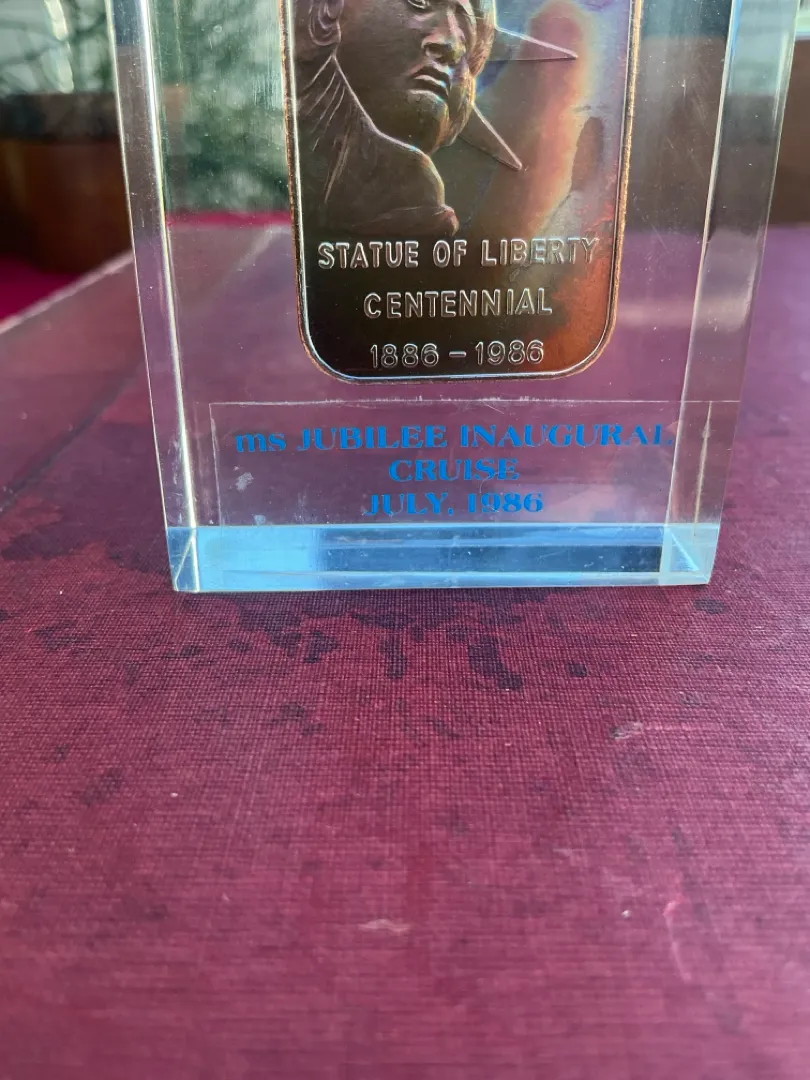 STATUE OF LIBERTY
CENTENNIAL
1886 - 1986
ms JUBILEE INAUGURAL
CRUISE
JULY, 1986